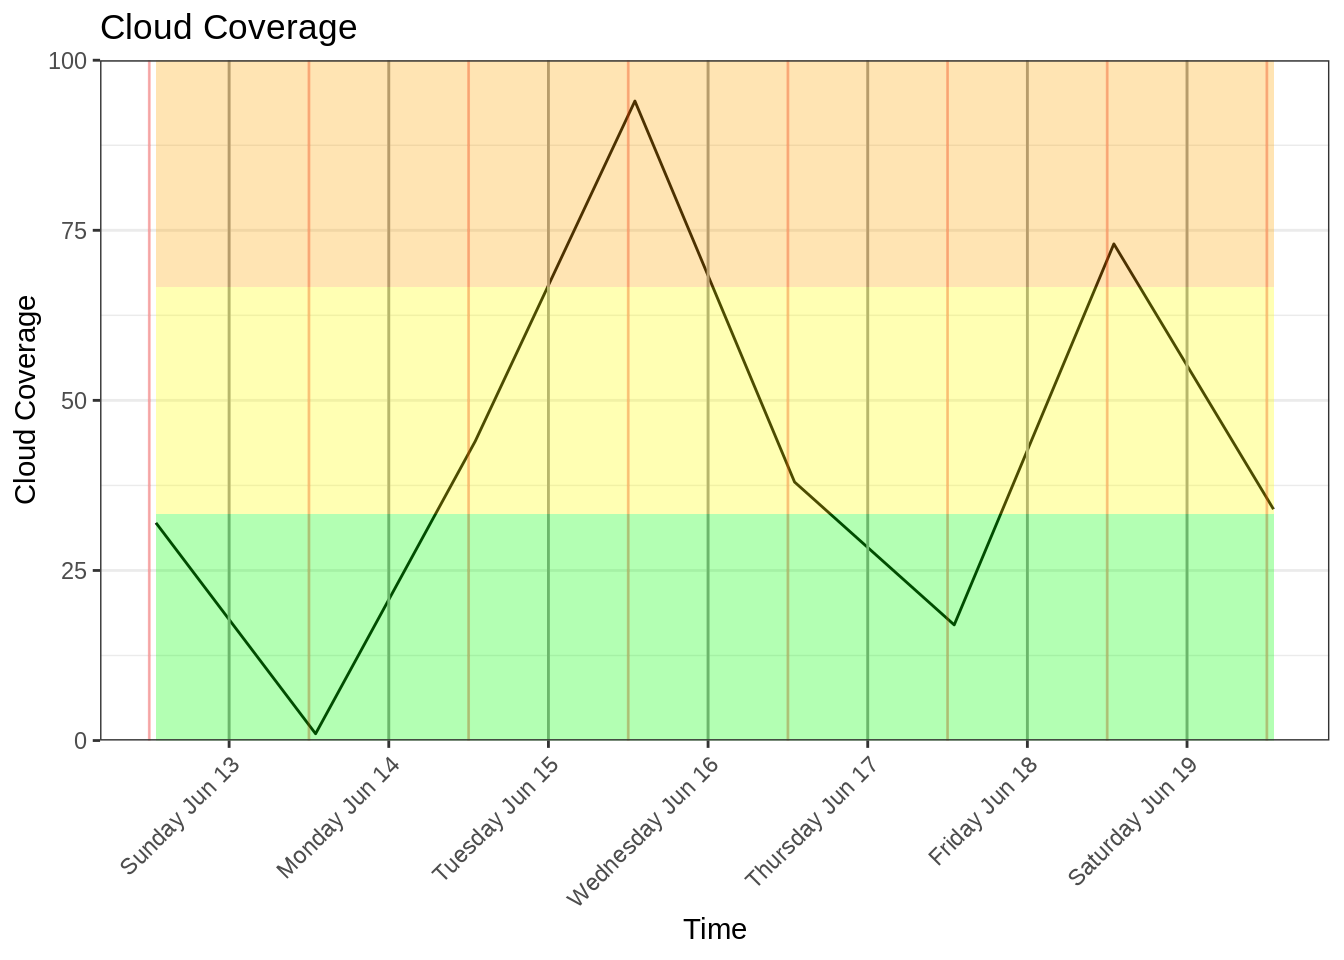 Cloud Coverage
100
75
50
25
0
Cloud Coverage
Sunday Jun 13
Monday Jun 14
Tuesday Jun 15
Wednesday Jun 16
Thursday Jun 17
Friday Jun 18
Saturday Jun 19
Time